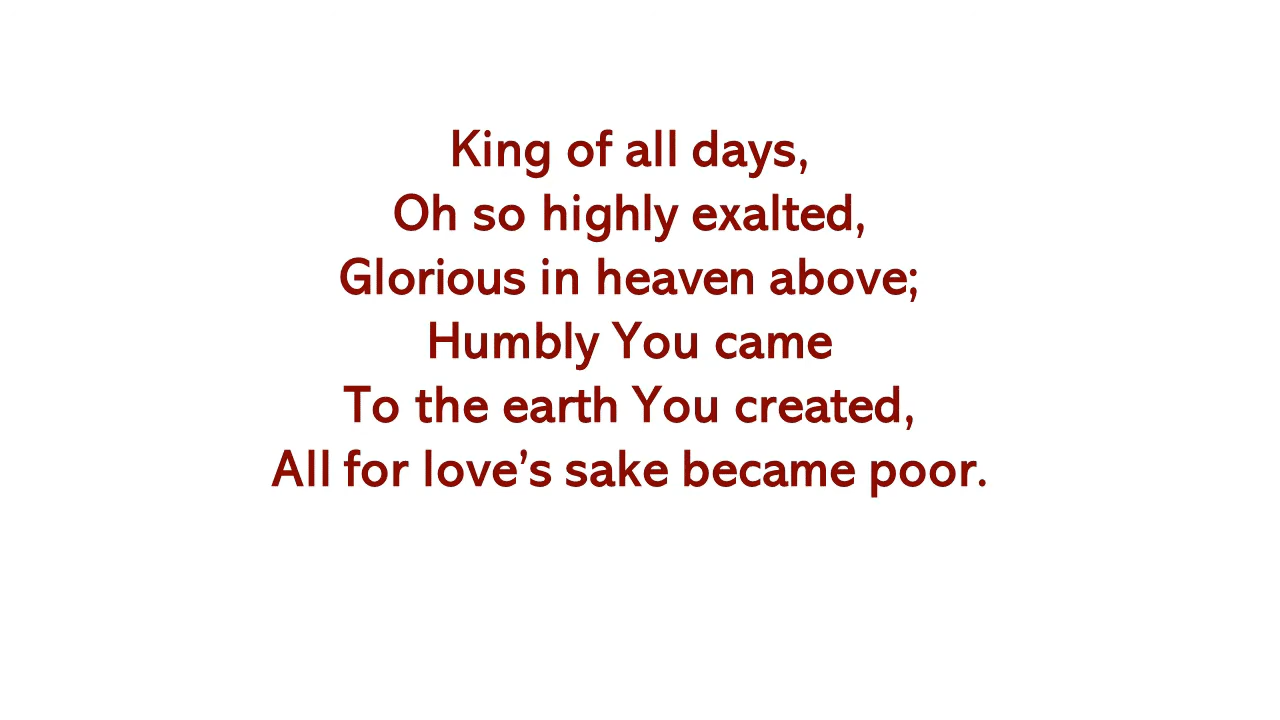 King of all days,
Oh so highly exalted,
Glorious in heaven above;
Humbly You came
To the earth You created,
All for love’s sake became poor.